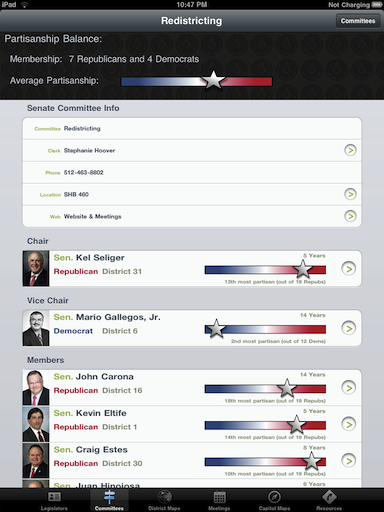 iPad
10:47 PM
Not Charging
Redistricting
Committees
Partisanship Balance:
Membership: 7 Republicans and 4 Democrats
Average Partisanship:
Senate Committee Info
Committee Redistricting
Clerk Stephanie Hoover
Phone 512-463-8802
Location SHB 460
Web Website & Meetings
Chair
5 Years
Sen. Kel Seliger
Republican District 31
13th most partisan (out of 19 Repubs)
Vice Chair
14 Years
Sen. Mario Gallegos, Jr.
Democrat District 6
2nd most partisan (out of 12 Dems)
Members
14 Years
Sen. John Carona
Republican District 16
18th most partisan (out of 19 Repubs)
5 Years
Sen. Kevin Eltife
Republican District 1
14th most partisan (out of 19 Repubs)
8 Years
Sen. Craig Estes
Republican District 30
10th most partisan (out of 19 Repubs)
8 Years
Sen. Juan Hinojosa
Legislators
Committees
District Maps
Meetings
Capitol Maps
Resources